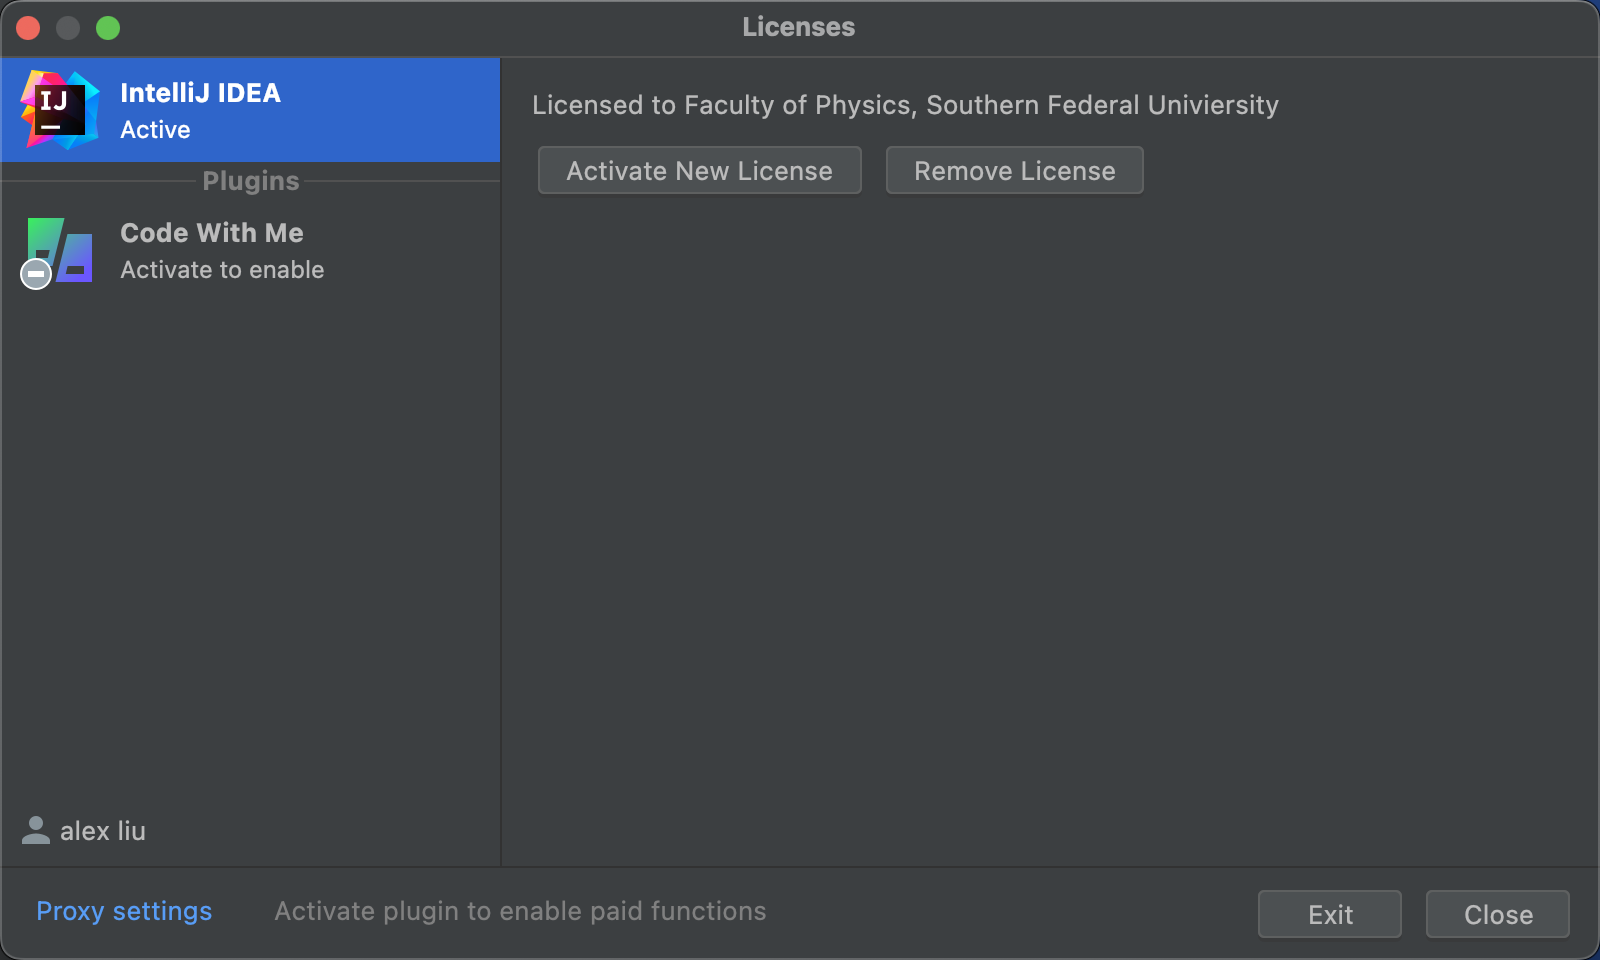 Licenses
IJ
IntelliJ IDEA
Active
Licensed to Faculty of Physics, Southern Federal Univiersity
Activate New License
Remove License
Plugins
Code With Me
Activate to enable
alex liu
Proxy settings
Activate plugin to enable paid functions
Exit
Close